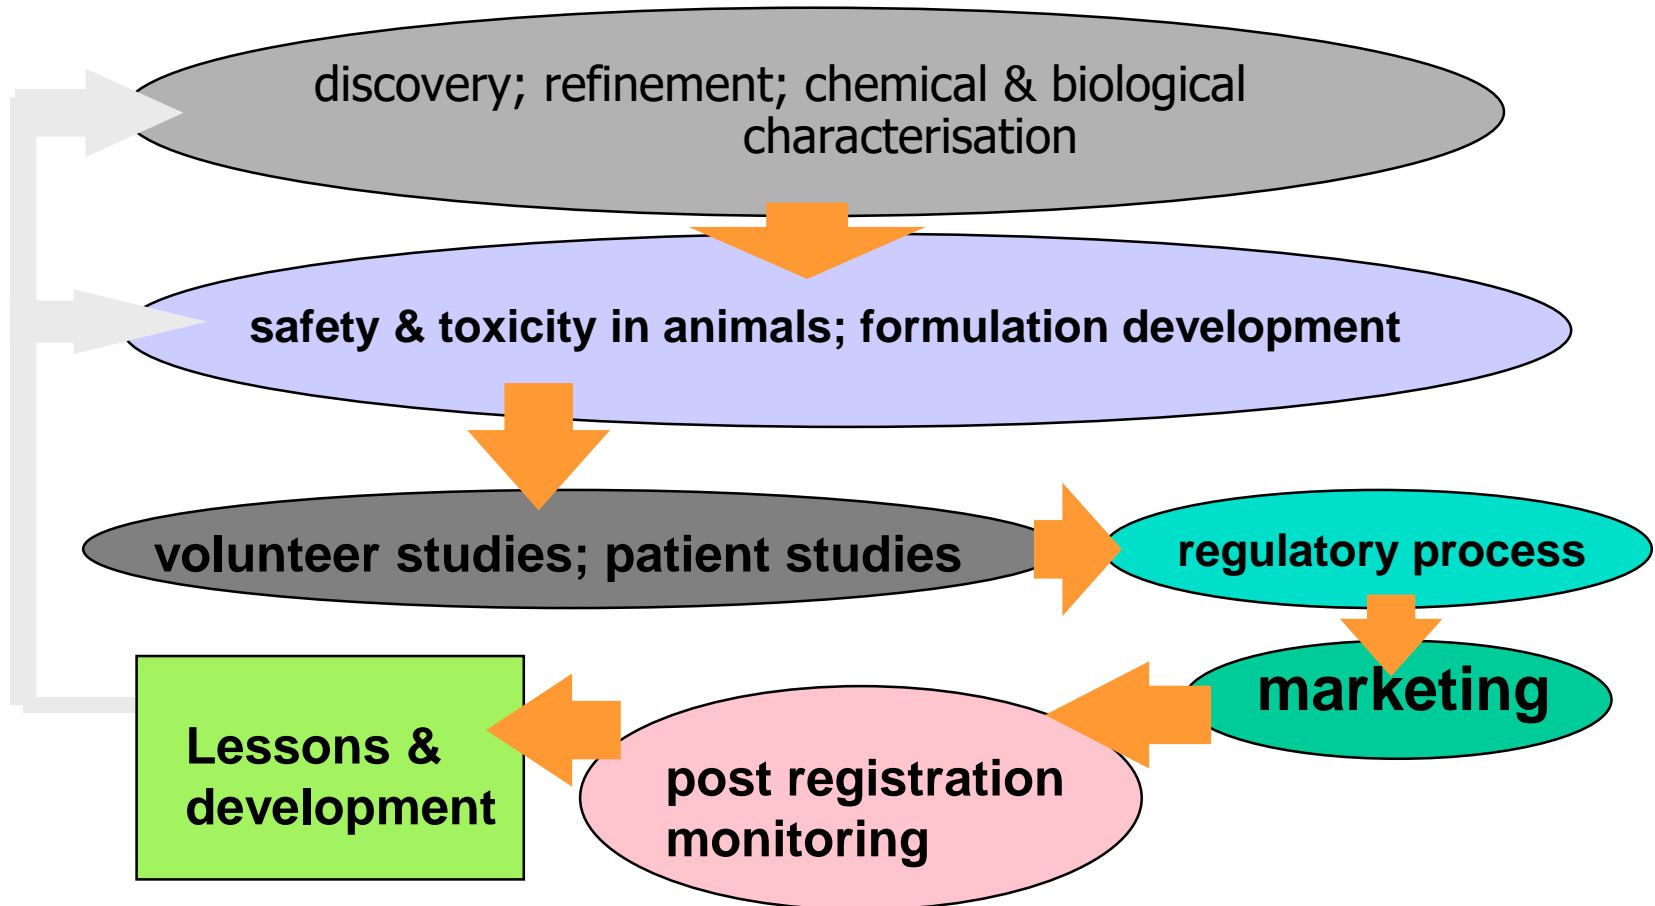 discovery; refinement; chemical & biological
characterisation
safety & toxicity in animals; formulation development
volunteer studies; patient studies
regulatory process
marketing
Lessons &
development
post registration
monitoring